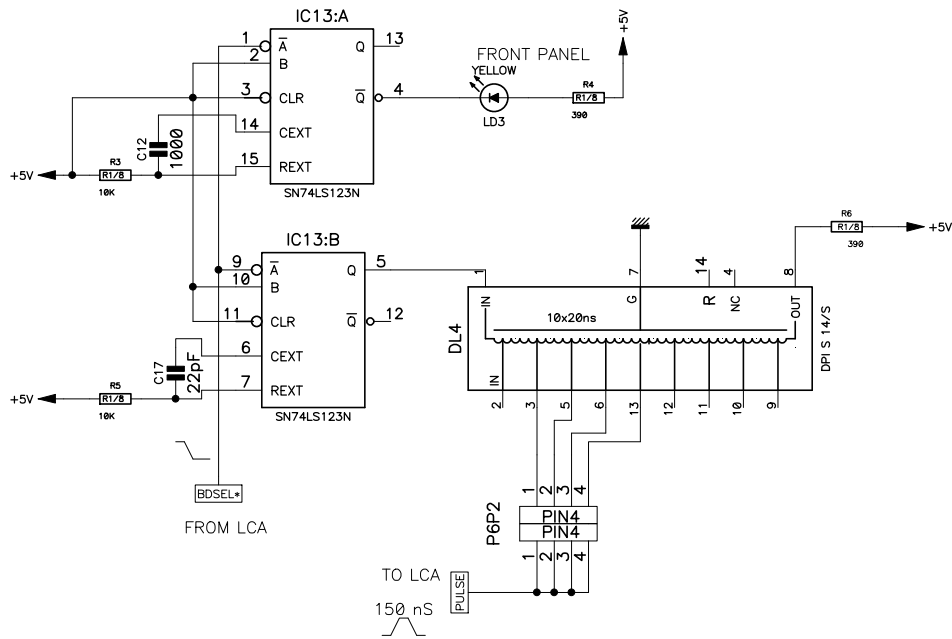 IC13:A
1 A Q 13
2 B
3 CLR Q 4
14 CEXT
15 REXT
SN74LS123N
FRONT PANEL
YELLOW
LD3
R4
R1/8
390
+5V
C12
1000
+5V
R3
R1/8
10K
IC13:B
9 A Q 5
10 B
11 CLR Q 12
6 CEXT
7 REXT
SN74LS123N
C17
22pF
+5V
R5
R1/8
10K
BDSEL*
FROM LCA
R6
R1/8
390
+5V
1 7 14 4 8
IN G R NC OUT
10x20ns
DL4
DPI S 14/S
IN
2 3 5 6 13 12 11 10 9
1 2 3 4
P6P2
PIN4
PIN4
1 2 3 4
TO LCA
PULSE
150 nS